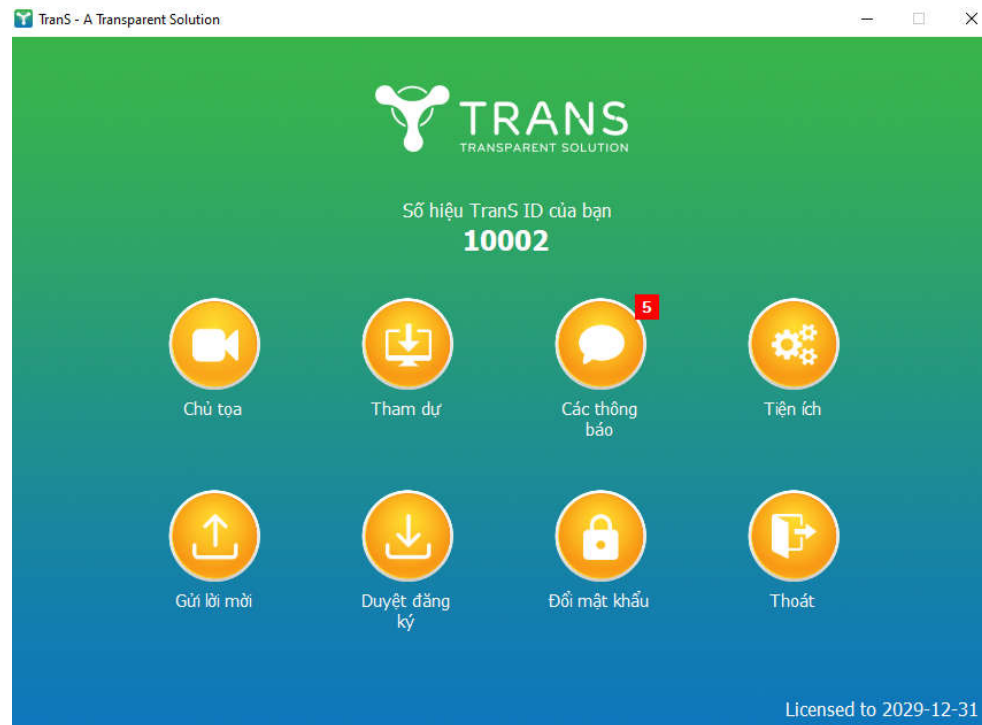 TranS - A Transparent Solution
TRANS
TRANSPARENT SOLUTION
Số hiệu TranS ID của bạn
10002
5
Chủ tọa
Tham dự
Các thông
báo
Tiện ích
Gửi lời mời
Duyệt đăng
ký
Đổi mật khẩu
Thoát
Licensed to 2029-12-31